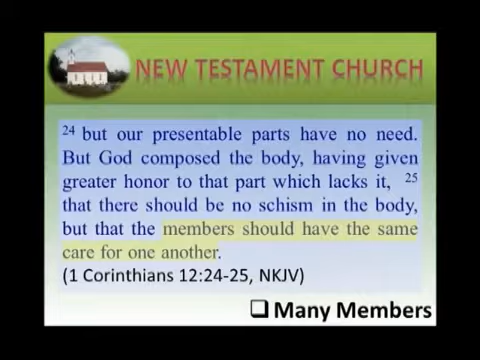 NEW TESTAMENT CHURCH
24 but our presentable parts have no need.
But God composed the body, having given
greater honor to that part which lacks it, 25
that there should be no schism in the body,
but that the members should have the same
care for one another.
(1 Corinthians 12:24-25, NKJV)
❑ Many Members